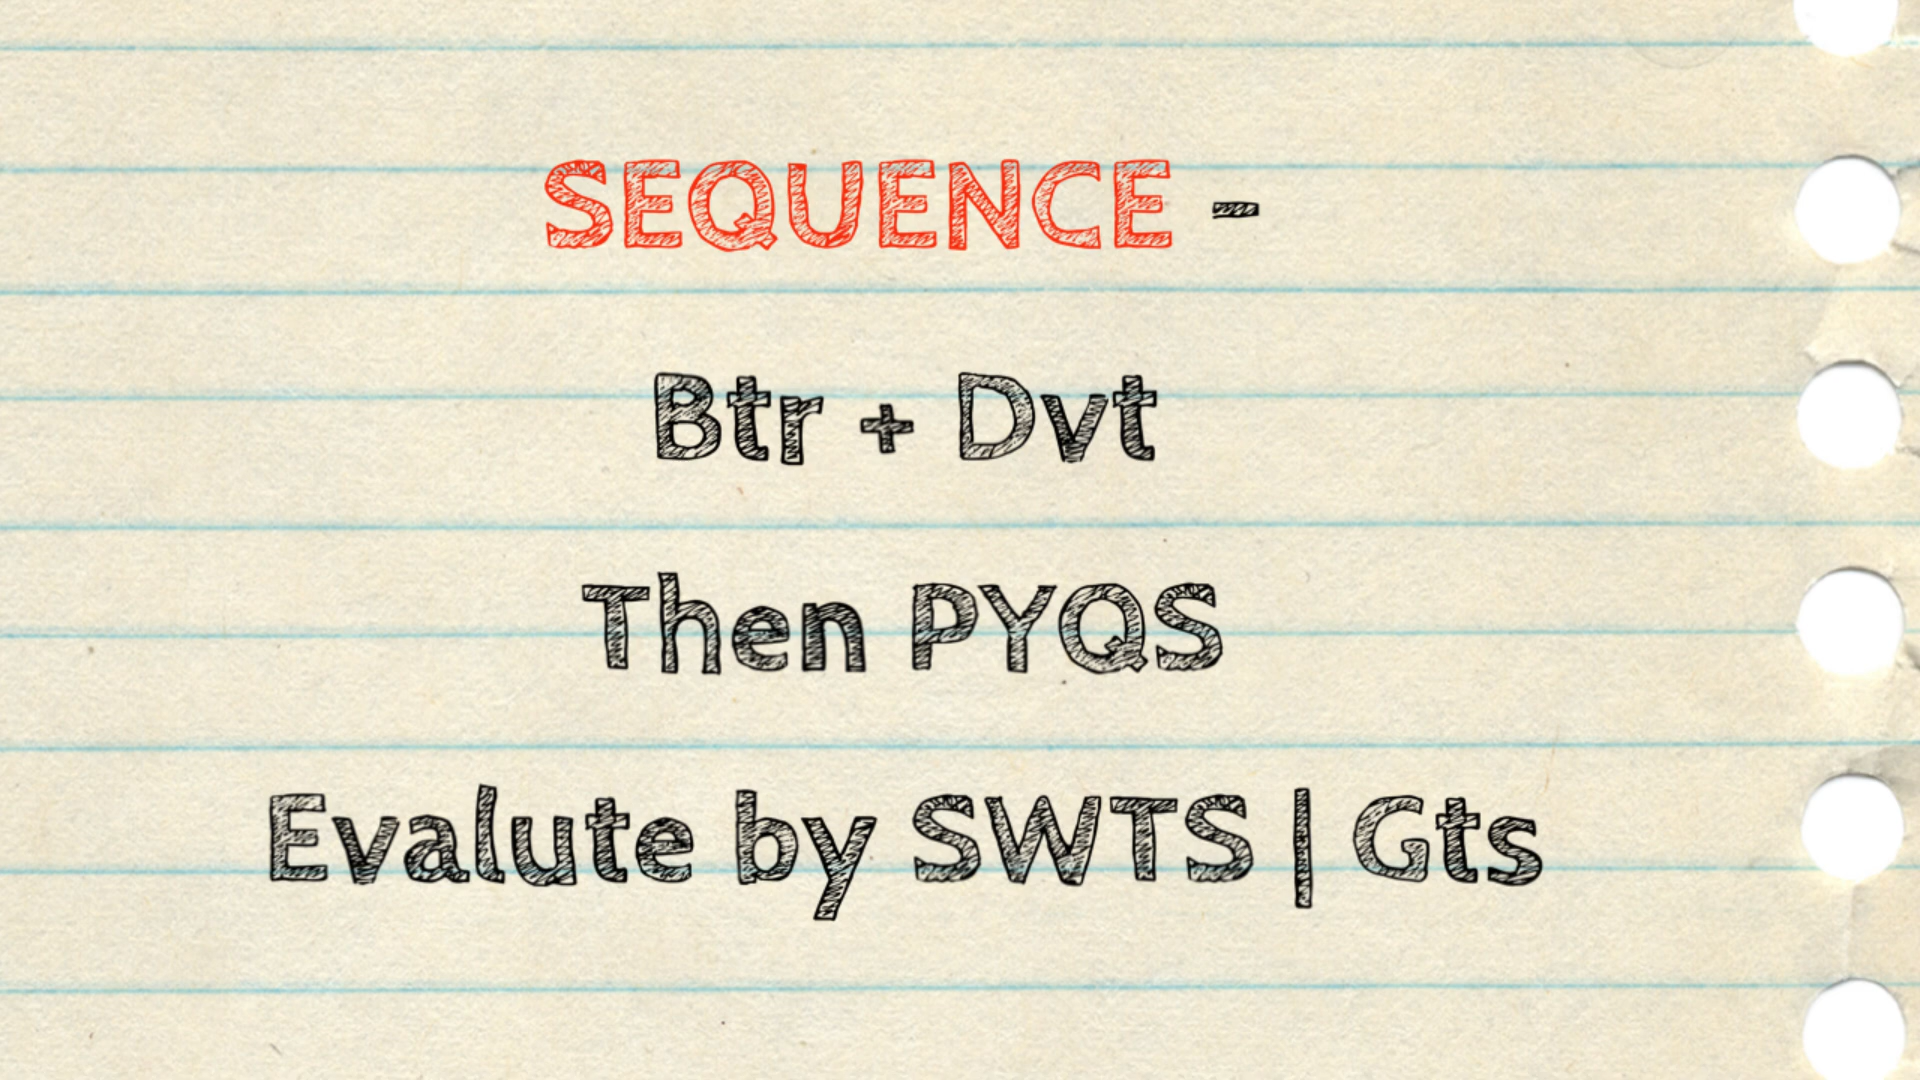 SEQUENCE -
Btr + Dvt
Then PYQS
Evalute by SWTS | Gts